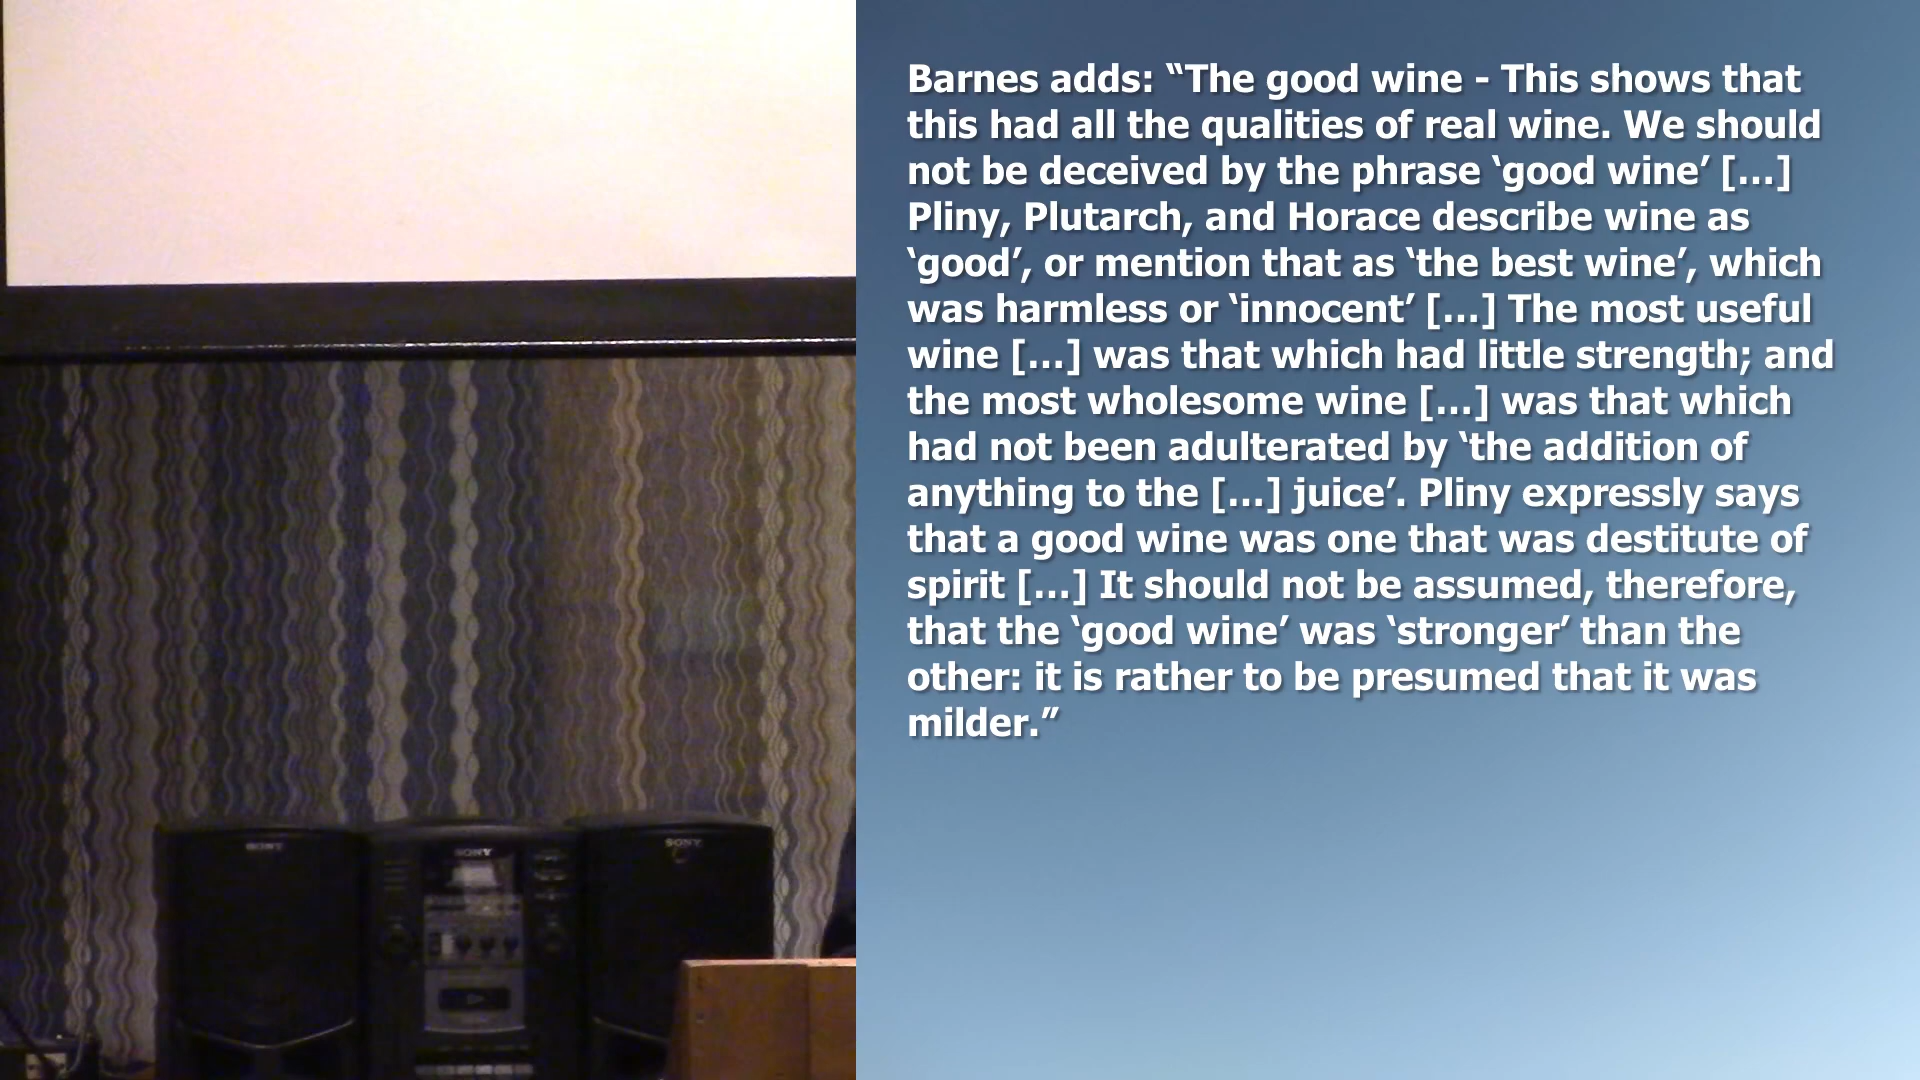 Barnes adds: “The good wine - This shows that
this had all the qualities of real wine. We should
not be deceived by the phrase ‘good wine’ [...]
Pliny, Plutarch, and Horace describe wine as
‘good’, or mention that as ‘the best wine’, which
was harmless or ‘innocent’ [...] The most useful
wine [...] was that which had little strength; and
the most wholesome wine [...] was that which
had not been adulterated by ‘the addition of
anything to the [...] juice’. Pliny expressly says
that a good wine was one that was destitute of
spirit [...] It should not be assumed, therefore,
that the ‘good wine’ was ‘stronger’ than the
other: it is rather to be presumed that it was
milder.”
SONY
SONY
SONY